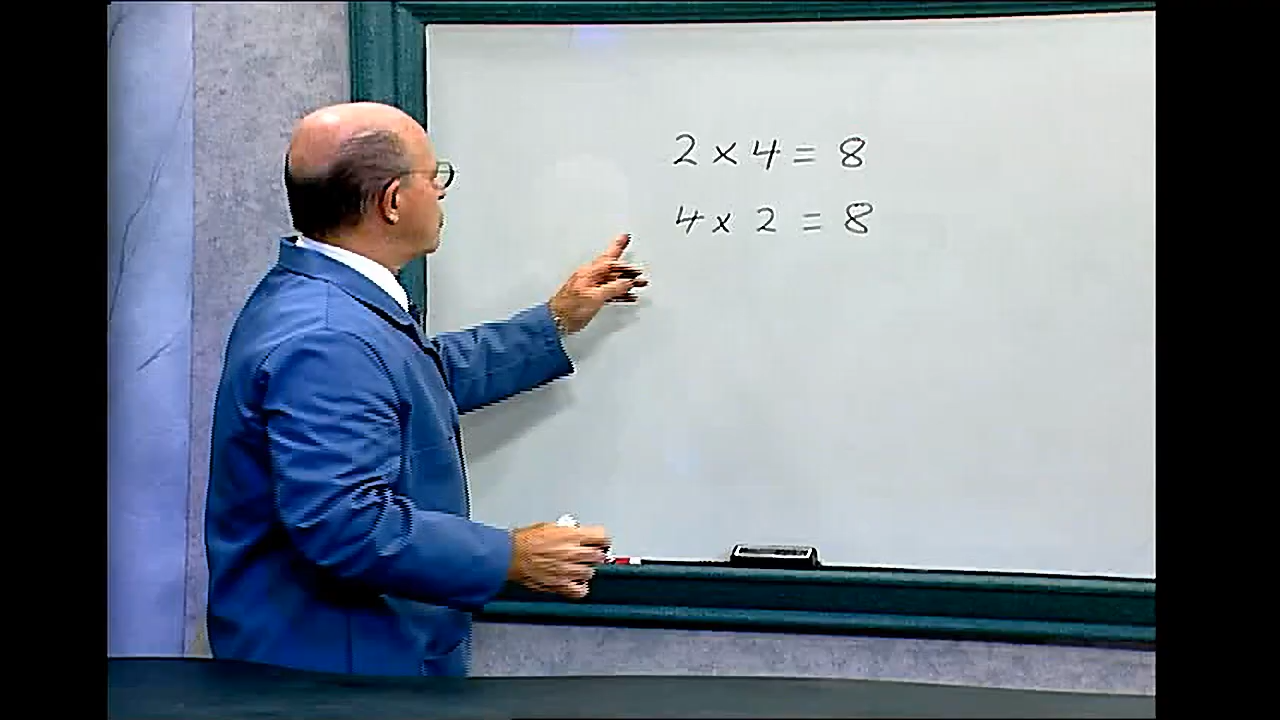 2 x 4 = 8
4 x 2 = 8